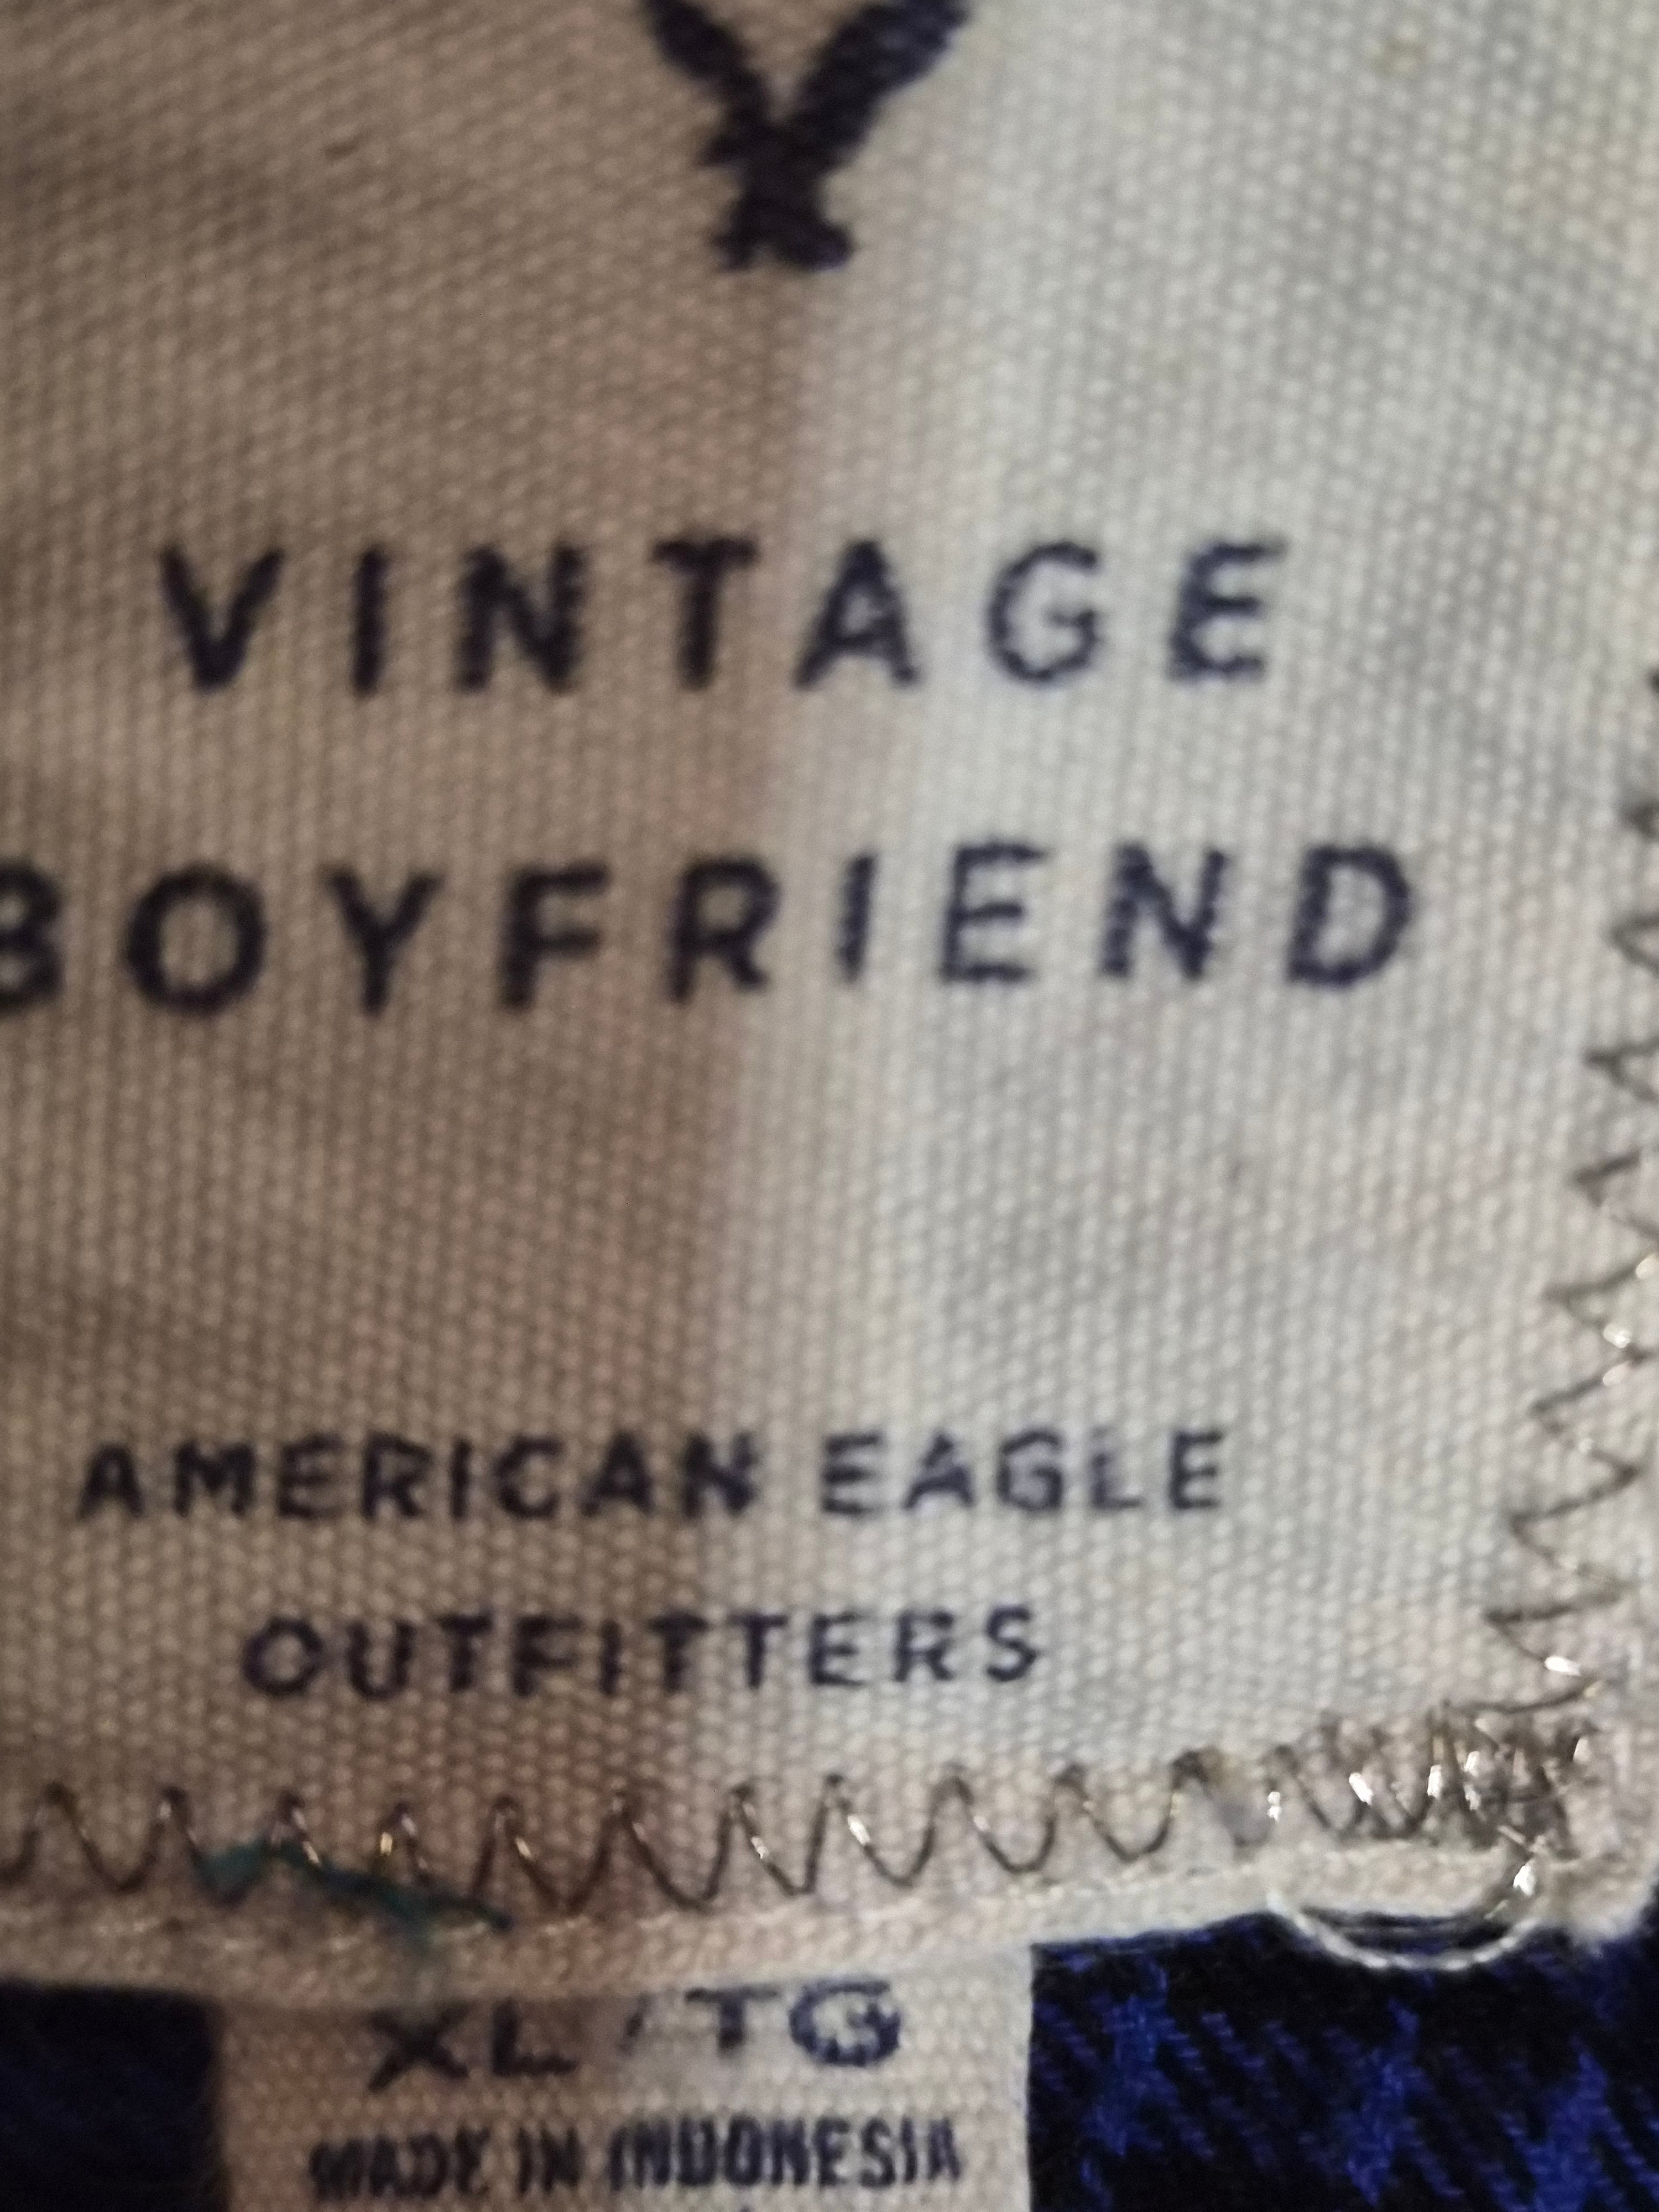 VINTAGE
BOYFRIEND
AMERICAN EAGLE
OUTFITTERS
XL / TG
MADE IN INDONESIA